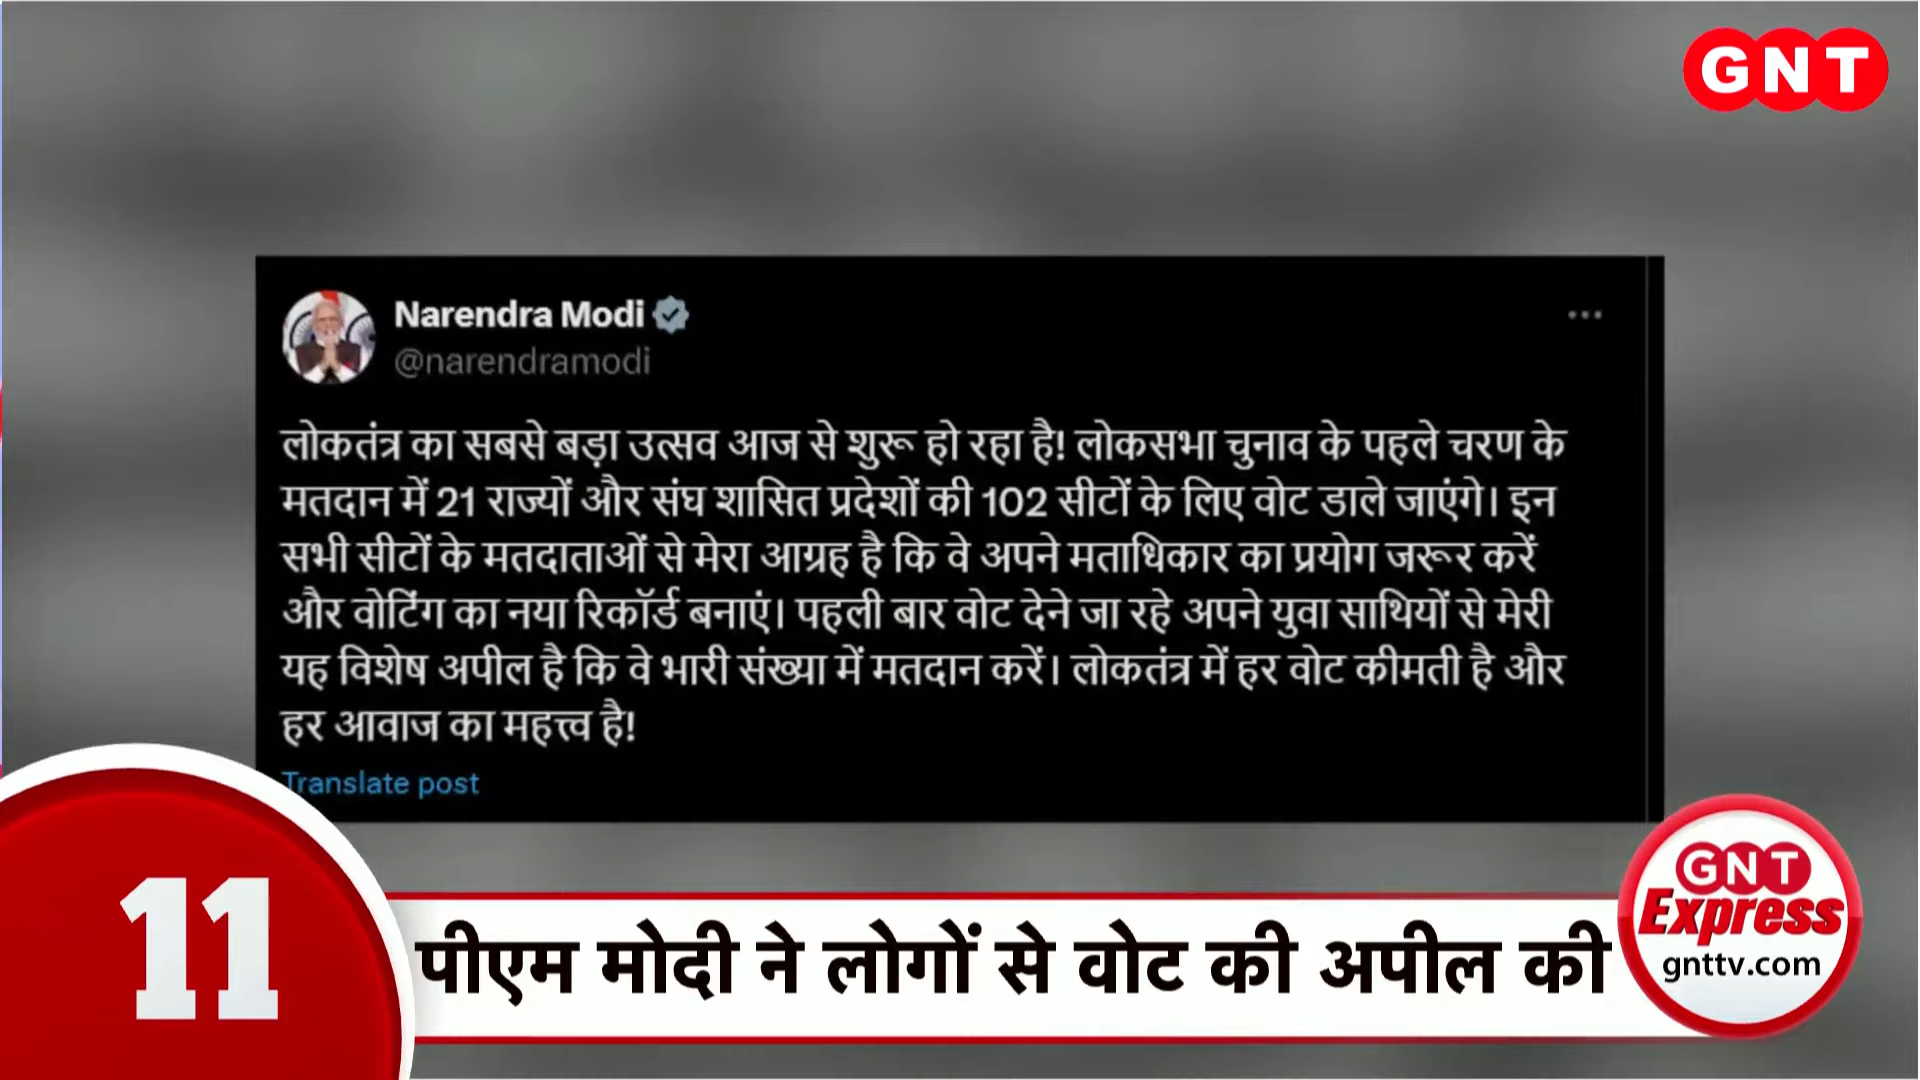 GNT
Narendra Modi
@narendramodi
लोकतंत्र का सबसे बड़ा उत्सव आज से शुरू हो रहा है! लोकसभा चुनाव के पहले चरण के
मतदान में 21 राज्यों और संघ शासित प्रदेशों की 102 सीटों के लिए वोट डाले जाएंगे। इन
सभी सीटों के मतदाताओं से मेरा आग्रह है कि वे अपने मताधिकार का प्रयोग जरूर करें
और वोटिंग का नया रिकॉर्ड बनाएं। पहली बार वोट देने जा रहे अपने युवा साथियों से मेरी
यह विशेष अपील है कि वे भारी संख्या में मतदान करें। लोकतंत्र में हर वोट कीमती है और
हर आवाज का महत्त्व है!
Translate post
11
पीएम मोदी ने लोगों से वोट की अपील की
GNT
Express
gnttv.com